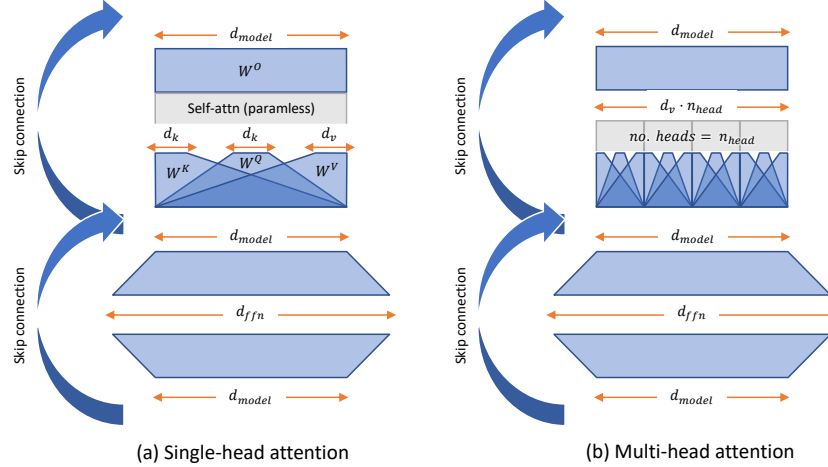 d_model
W^O
Self-attn (paramless)
d_k
d_k
d_v
W^K
W^Q
W^V
Skip connection
d_model
d_ffn
d_model
Skip connection
(a) Single-head attention
d_model
d_v · n_head
no. heads = n_head
Skip connection
d_model
d_ffn
d_model
Skip connection
(b) Multi-head attention